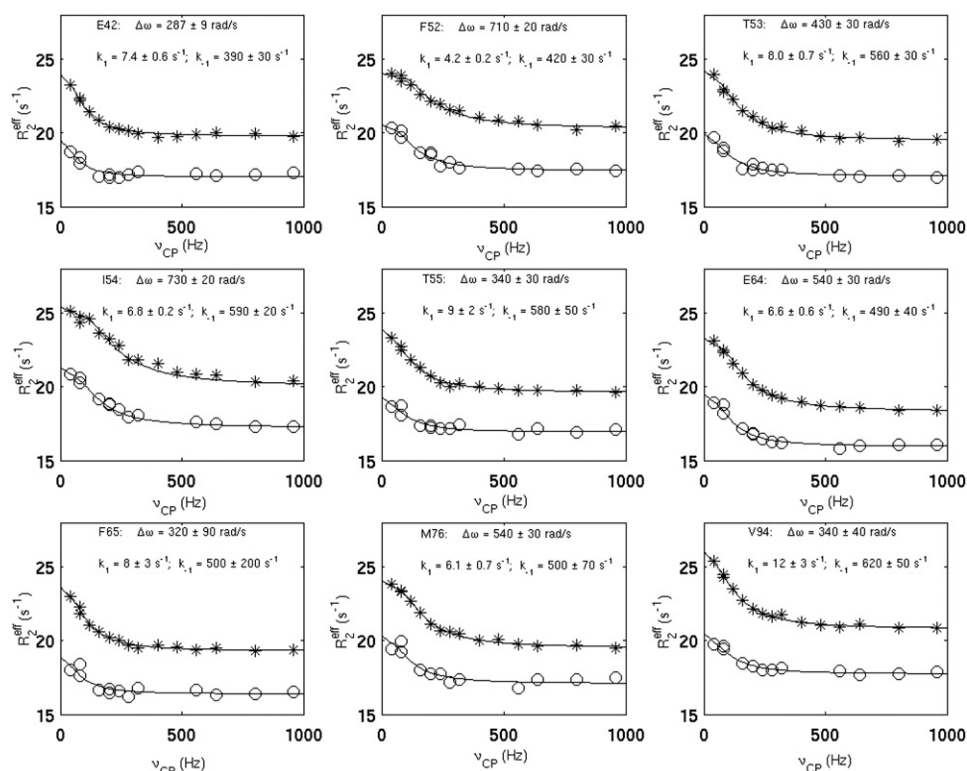 E42: Δω = 287 ± 9 rad/s
k₁ = 7.4 ± 0.6 s⁻¹; k₋₁ = 390 ± 30 s⁻¹
R₂ᵉᶠᶠ (s⁻¹)
25
20
15
0 500 1000
ν_CP (Hz)
F52: Δω = 710 ± 20 rad/s
k₁ = 4.2 ± 0.2 s⁻¹; k₋₁ = 420 ± 30 s⁻¹
R₂ᵉᶠᶠ (s⁻¹)
25
20
15
0 500 1000
ν_CP (Hz)
T53: Δω = 430 ± 30 rad/s
k₁ = 8.0 ± 0.7 s⁻¹; k₋₁ = 560 ± 30 s⁻¹
R₂ᵉᶠᶠ (s⁻¹)
25
20
15
0 500 1000
ν_CP (Hz)
I54: Δω = 730 ± 20 rad/s
k₁ = 6.8 ± 0.2 s⁻¹; k₋₁ = 590 ± 20 s⁻¹
R₂ᵉᶠᶠ (s⁻¹)
25
20
15
0 500 1000
ν_CP (Hz)
T55: Δω = 340 ± 30 rad/s
k₁ = 9 ± 2 s⁻¹; k₋₁ = 580 ± 50 s⁻¹
R₂ᵉᶠᶠ (s⁻¹)
25
20
15
0 500 1000
ν_CP (Hz)
E64: Δω = 540 ± 30 rad/s
k₁ = 6.6 ± 0.6 s⁻¹; k₋₁ = 490 ± 40 s⁻¹
R₂ᵉᶠᶠ (s⁻¹)
25
20
15
0 500 1000
ν_CP (Hz)
F65: Δω = 320 ± 90 rad/s
k₁ = 8 ± 3 s⁻¹; k₋₁ = 500 ± 200 s⁻¹
R₂ᵉᶠᶠ (s⁻¹)
25
20
15
0 500 1000
ν_CP (Hz)
M76: Δω = 540 ± 30 rad/s
k₁ = 6.1 ± 0.7 s⁻¹; k₋₁ = 500 ± 70 s⁻¹
R₂ᵉᶠᶠ (s⁻¹)
25
20
15
0 500 1000
ν_CP (Hz)
V94: Δω = 340 ± 40 rad/s
k₁ = 12 ± 3 s⁻¹; k₋₁ = 620 ± 50 s⁻¹
R₂ᵉᶠᶠ (s⁻¹)
25
20
15
0 500 1000
ν_CP (Hz)